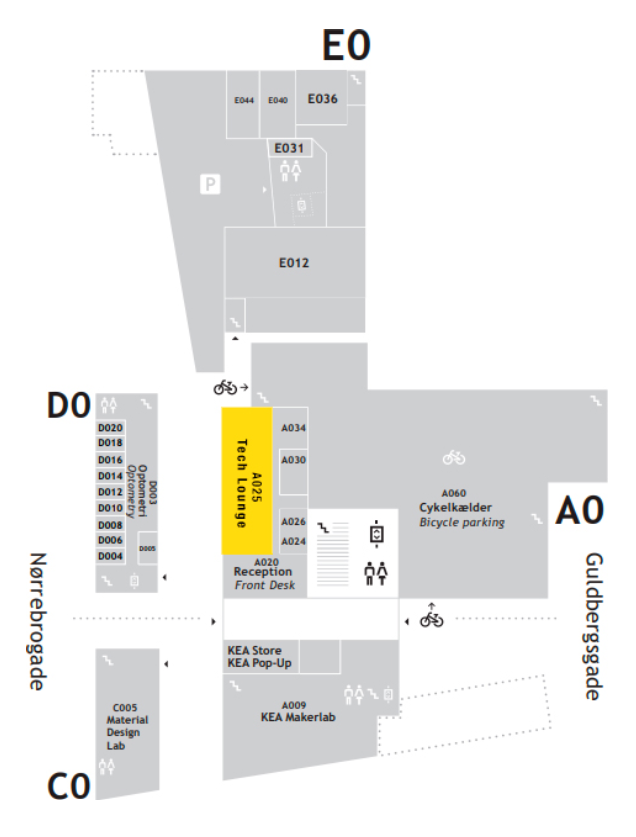 E0
E044
E040
E036
E031
P
E012
D0
D020
D018
D016
D014
D012
D010
D008
D006
D004
D003
Optometri
Optometry
D005
A034
A030
A025
Tech Lounge
A026
A024
A020
Reception
Front Desk
A060
Cykelkælder
Bicycle parking
A0
Nørrebrogade
Guldbergsgade
KEA Store
KEA Pop-Up
A009
KEA Makerlab
C005
Material
Design
Lab
C0